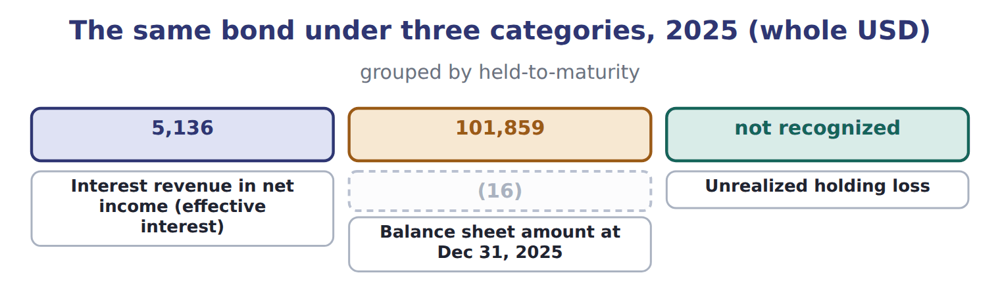 The same bond under three categories, 2025 (whole USD)
grouped by held-to-maturity
5,136
Interest revenue in net
income (effective
interest)
101,859
(16)
Balance sheet amount at
Dec 31, 2025
not recognized
Unrealized holding loss